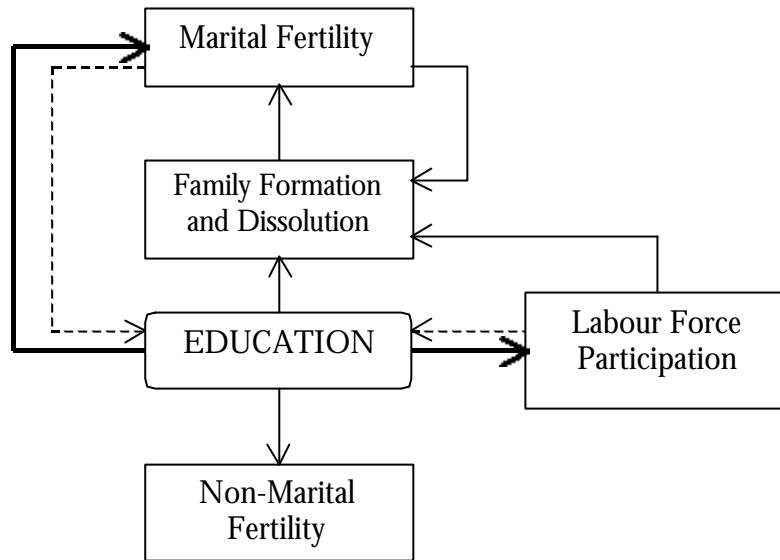 Marital Fertility
Family Formation
and Dissolution
EDUCATION
Labour Force
Participation
Non-Marital
Fertility